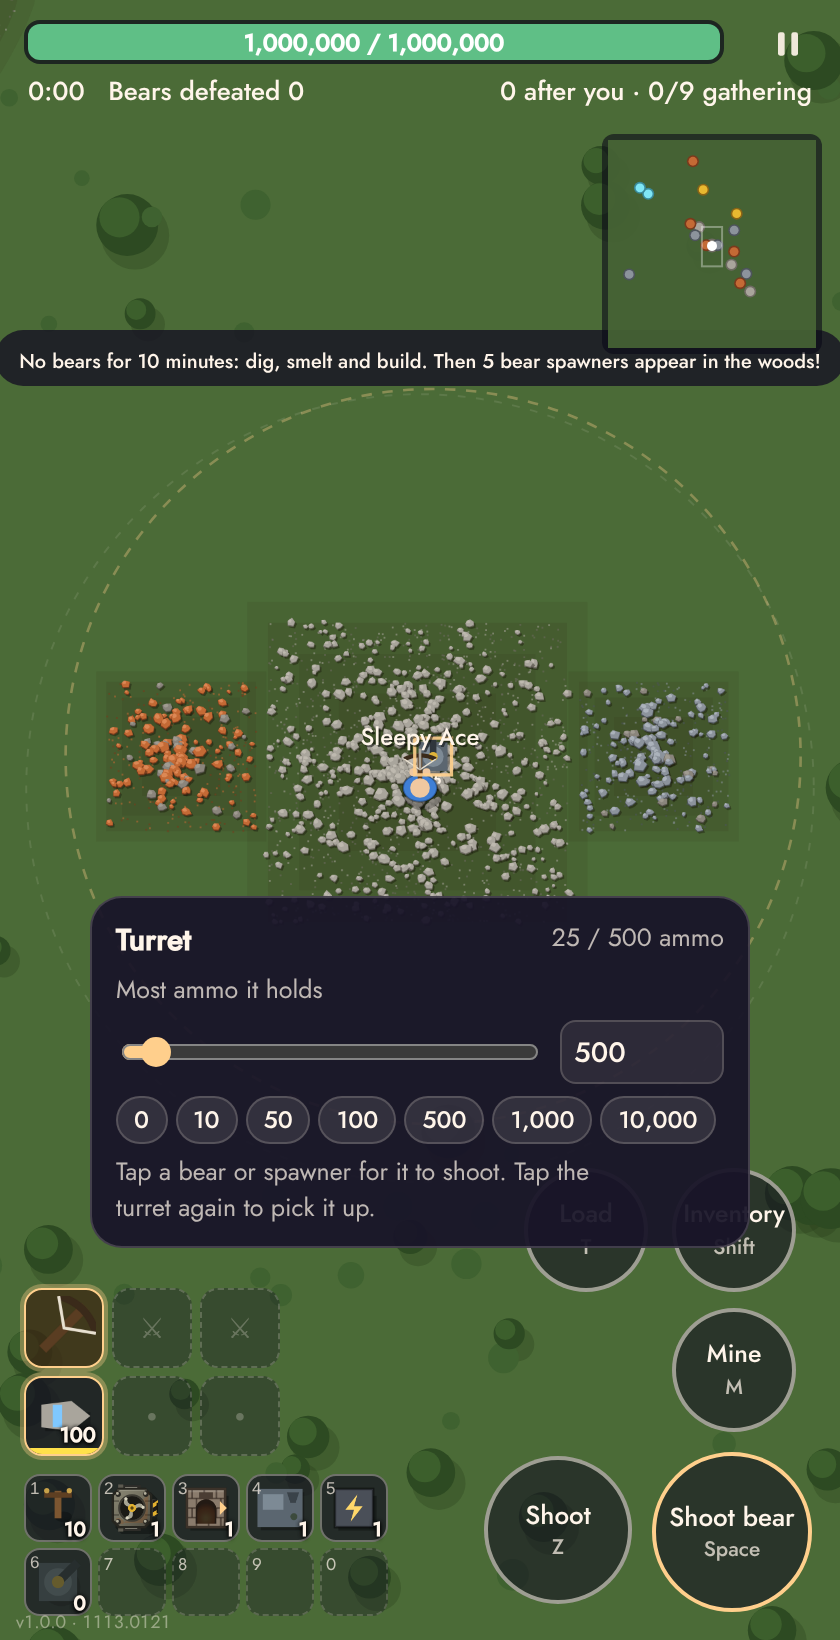 1,000,000 / 1,000,000
0:00 Bears defeated 0
0 after you · 0/9 gathering
No bears for 10 minutes: dig, smelt and build. Then 5 bear spawners appear in the woods!
Sleepy Ace
Turret
25 / 500 ammo
Most ammo it holds
500
0 10 50 100 500 1,000 10,000
Tap a bear or spawner for it to shoot. Tap the
turret again to pick it up.
Load
T
Inventory
Shift
Mine
M
100
Shoot
Z
Shoot bear
Space
1 2 3 4 5
10 1 1 1 1
6 7 8 9 0
0
v1.0.0 · 1113.0121